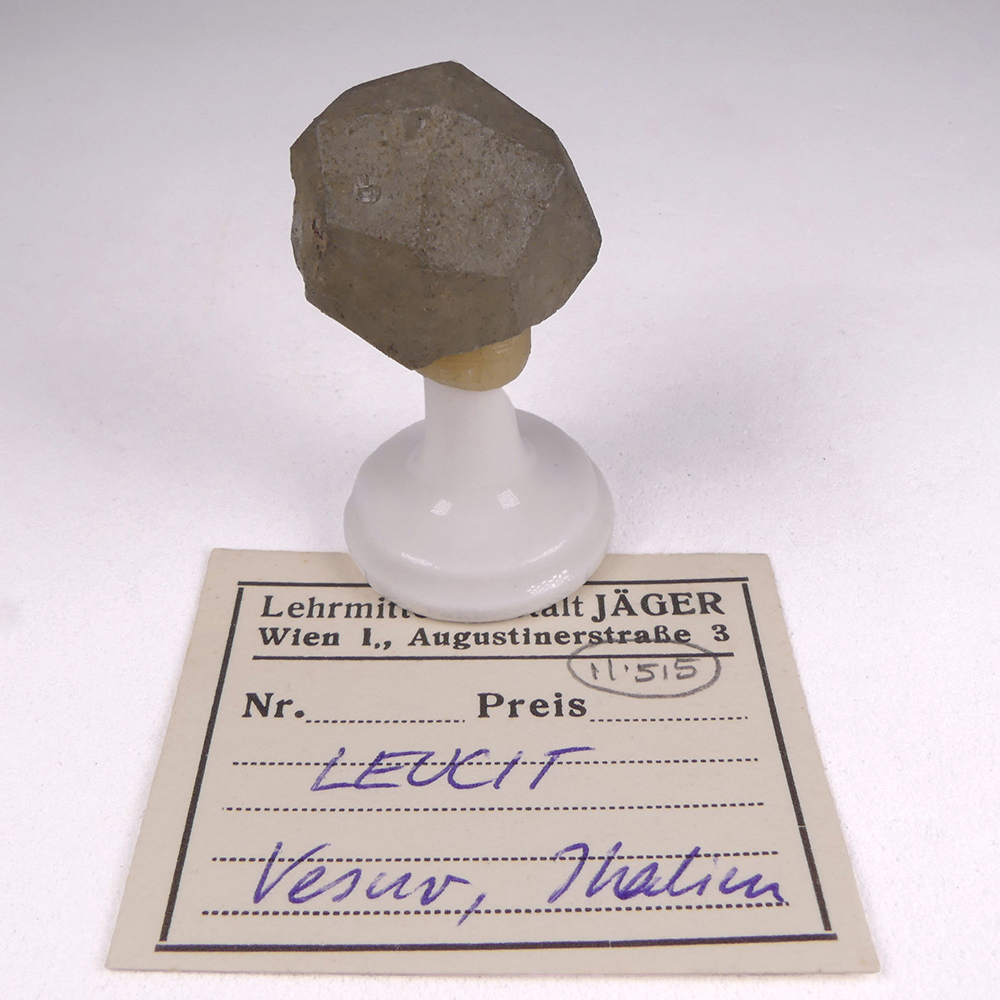 Lehrmitt alt JÄGER
Wien I., Augustinerstraße 3
11'515
Nr. Preis
LEUCIT
Vesuv, Italien